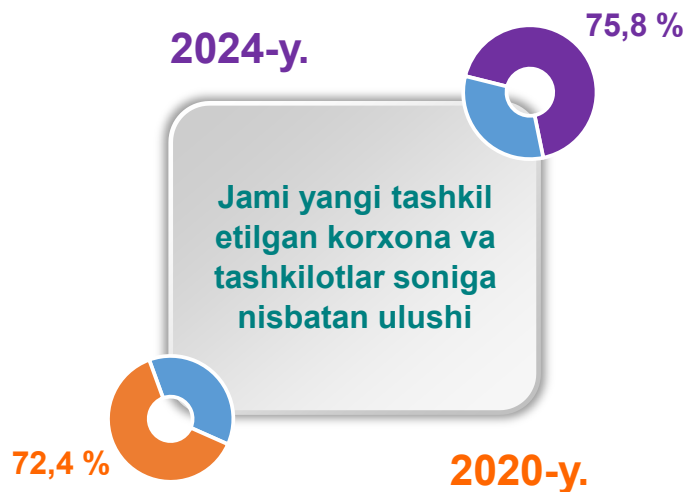 75,8 %
2024-y.
Jami yangi tashkil
etilgan korxona va
tashkilotlar soniga
nisbatan ulushi
72,4 %
2020-y.